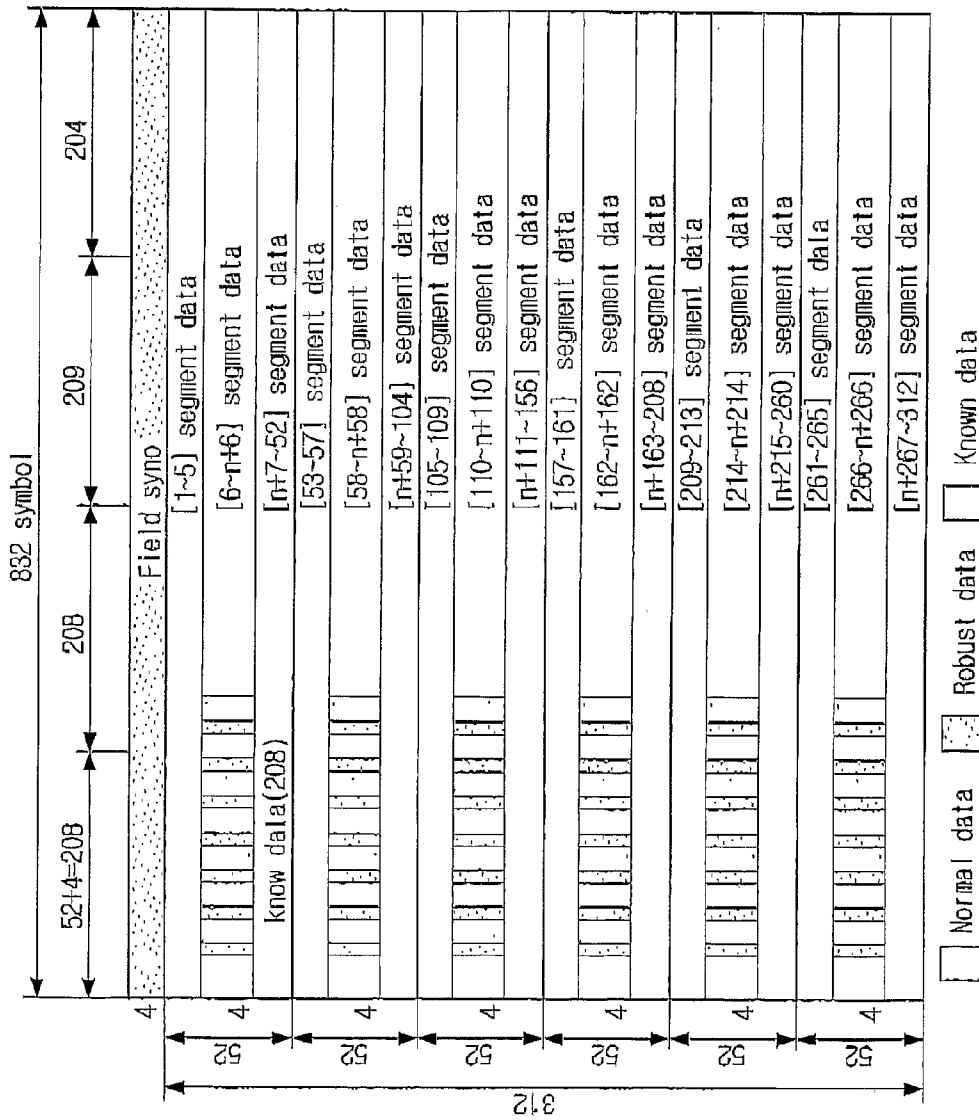 832 symbol
52+4=208
208
209
204
4
Field syno
[1~5] segment data
4
[6~n+6] segment data
[n+7~52] segment data
know dala(208)
52
[53~57] segment data
4
[58~n+58] segment data
[n+59~104] segment data
52
[105~109] segment data
4
[110~n+110] segment data
[n+111~156] segment data
52
[157~161] segment data
4
[162~n+162] segment data
[n+163~208] segment data
52
[209~213] segment data
4
[214~n+214] segment data
[n+215~260] segment data
52
[261~265] segment data
4
[266~n+266] segment data
[n+267~312] segment data
52
312
Normal data
Robust data
Known data